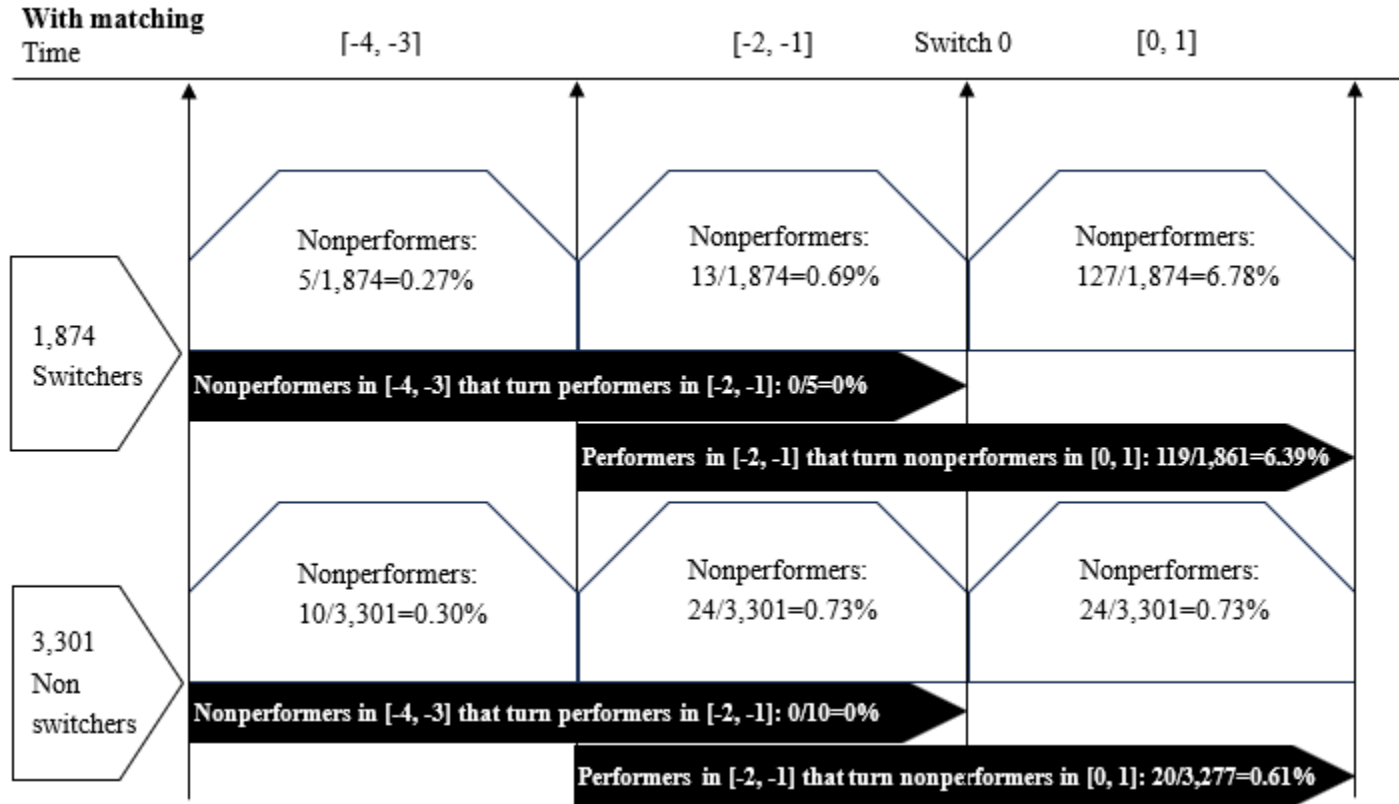 With matching
Time
[-4, -3]
[-2, -1]
Switch 0
[0, 1]
1,874
Switchers
Nonperformers:
5/1,874=0.27%
Nonperformers:
13/1,874=0.69%
Nonperformers:
127/1,874=6.78%
Nonperformers in [-4, -3] that turn performers in [-2, -1]: 0/5=0%
Performers in [-2, -1] that turn nonperformers in [0, 1]: 119/1,861=6.39%
3,301
Non
switchers
Nonperformers:
10/3,301=0.30%
Nonperformers:
24/3,301=0.73%
Nonperformers:
24/3,301=0.73%
Nonperformers in [-4, -3] that turn performers in [-2, -1]: 0/10=0%
Performers in [-2, -1] that turn nonperformers in [0, 1]: 20/3,277=0.61%